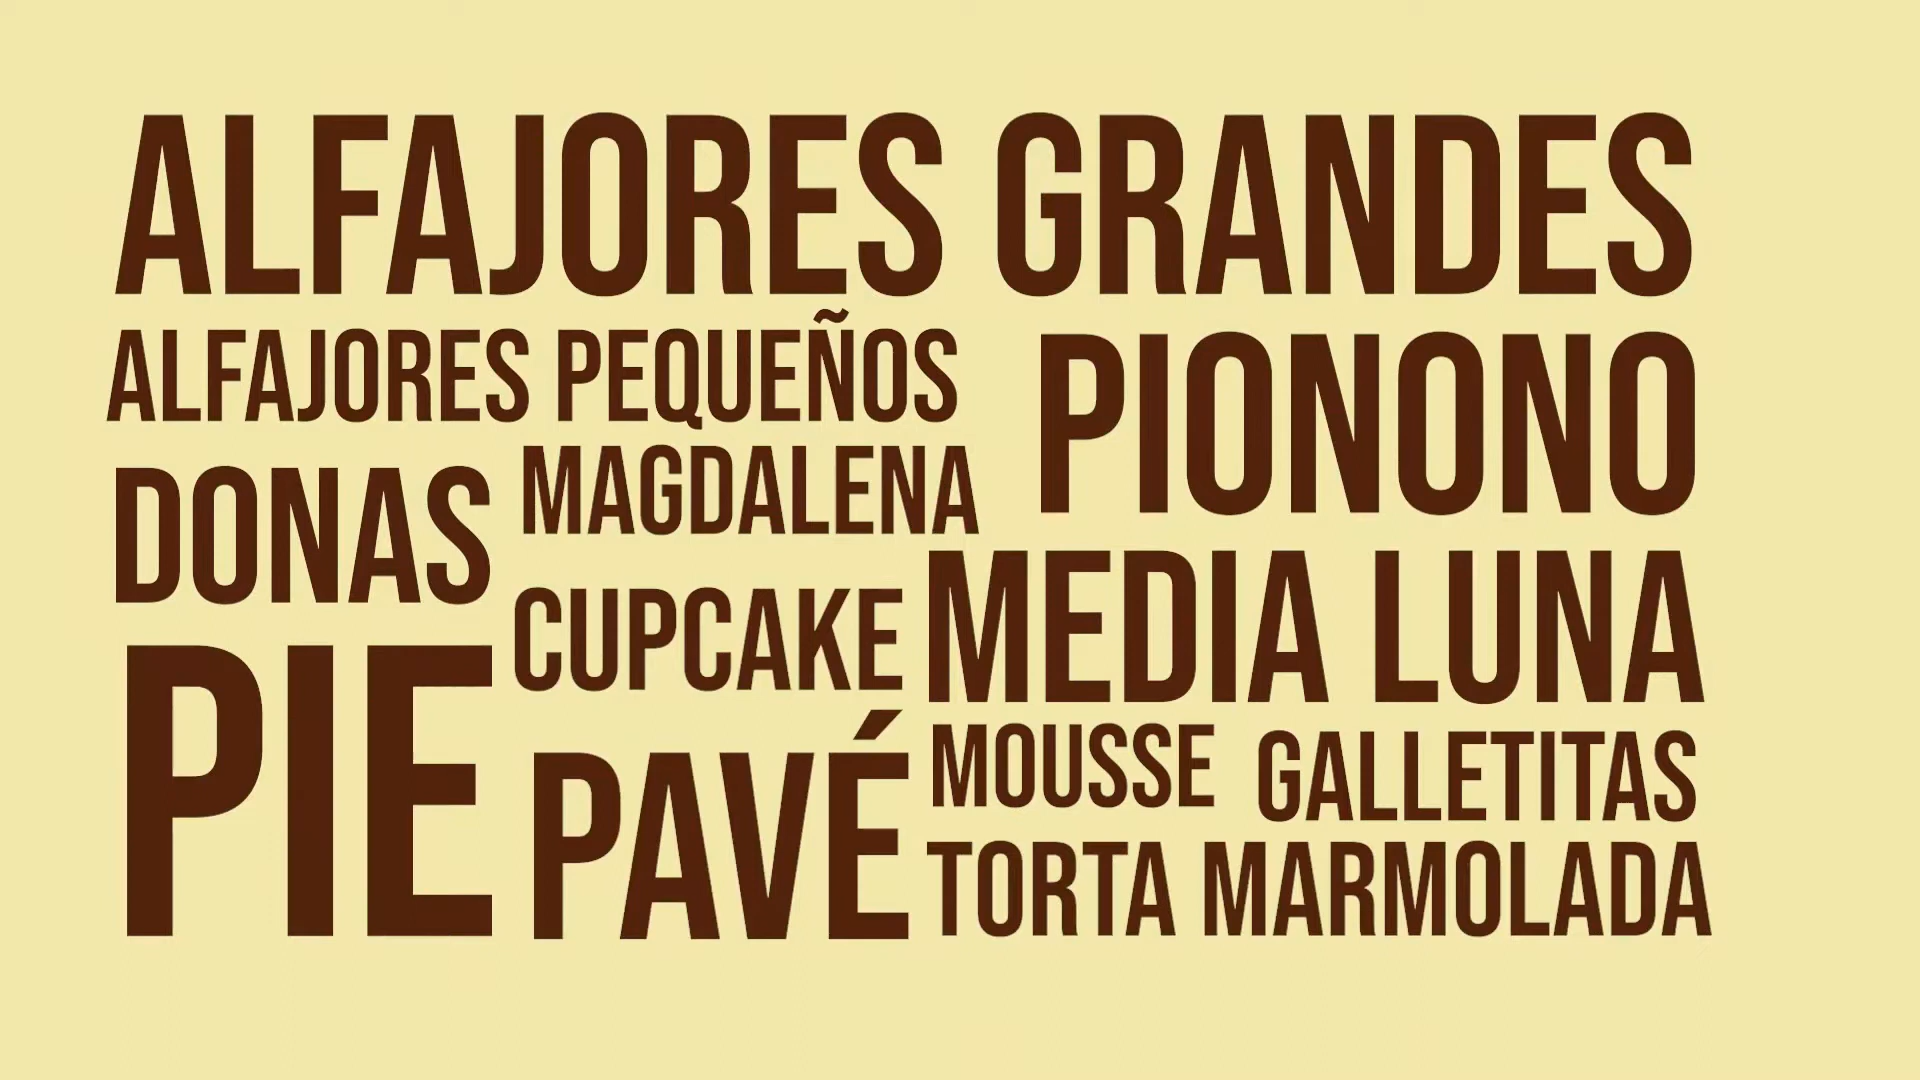 ALFAJORES GRANDES
ALFAJORES PEQUEÑOS
PIONONO
DONAS
MAGDALENA
CUPCAKE
MEDIA LUNA
PIE
PAVÉ
MOUSSE
GALLETITAS
TORTA MARMOLADA